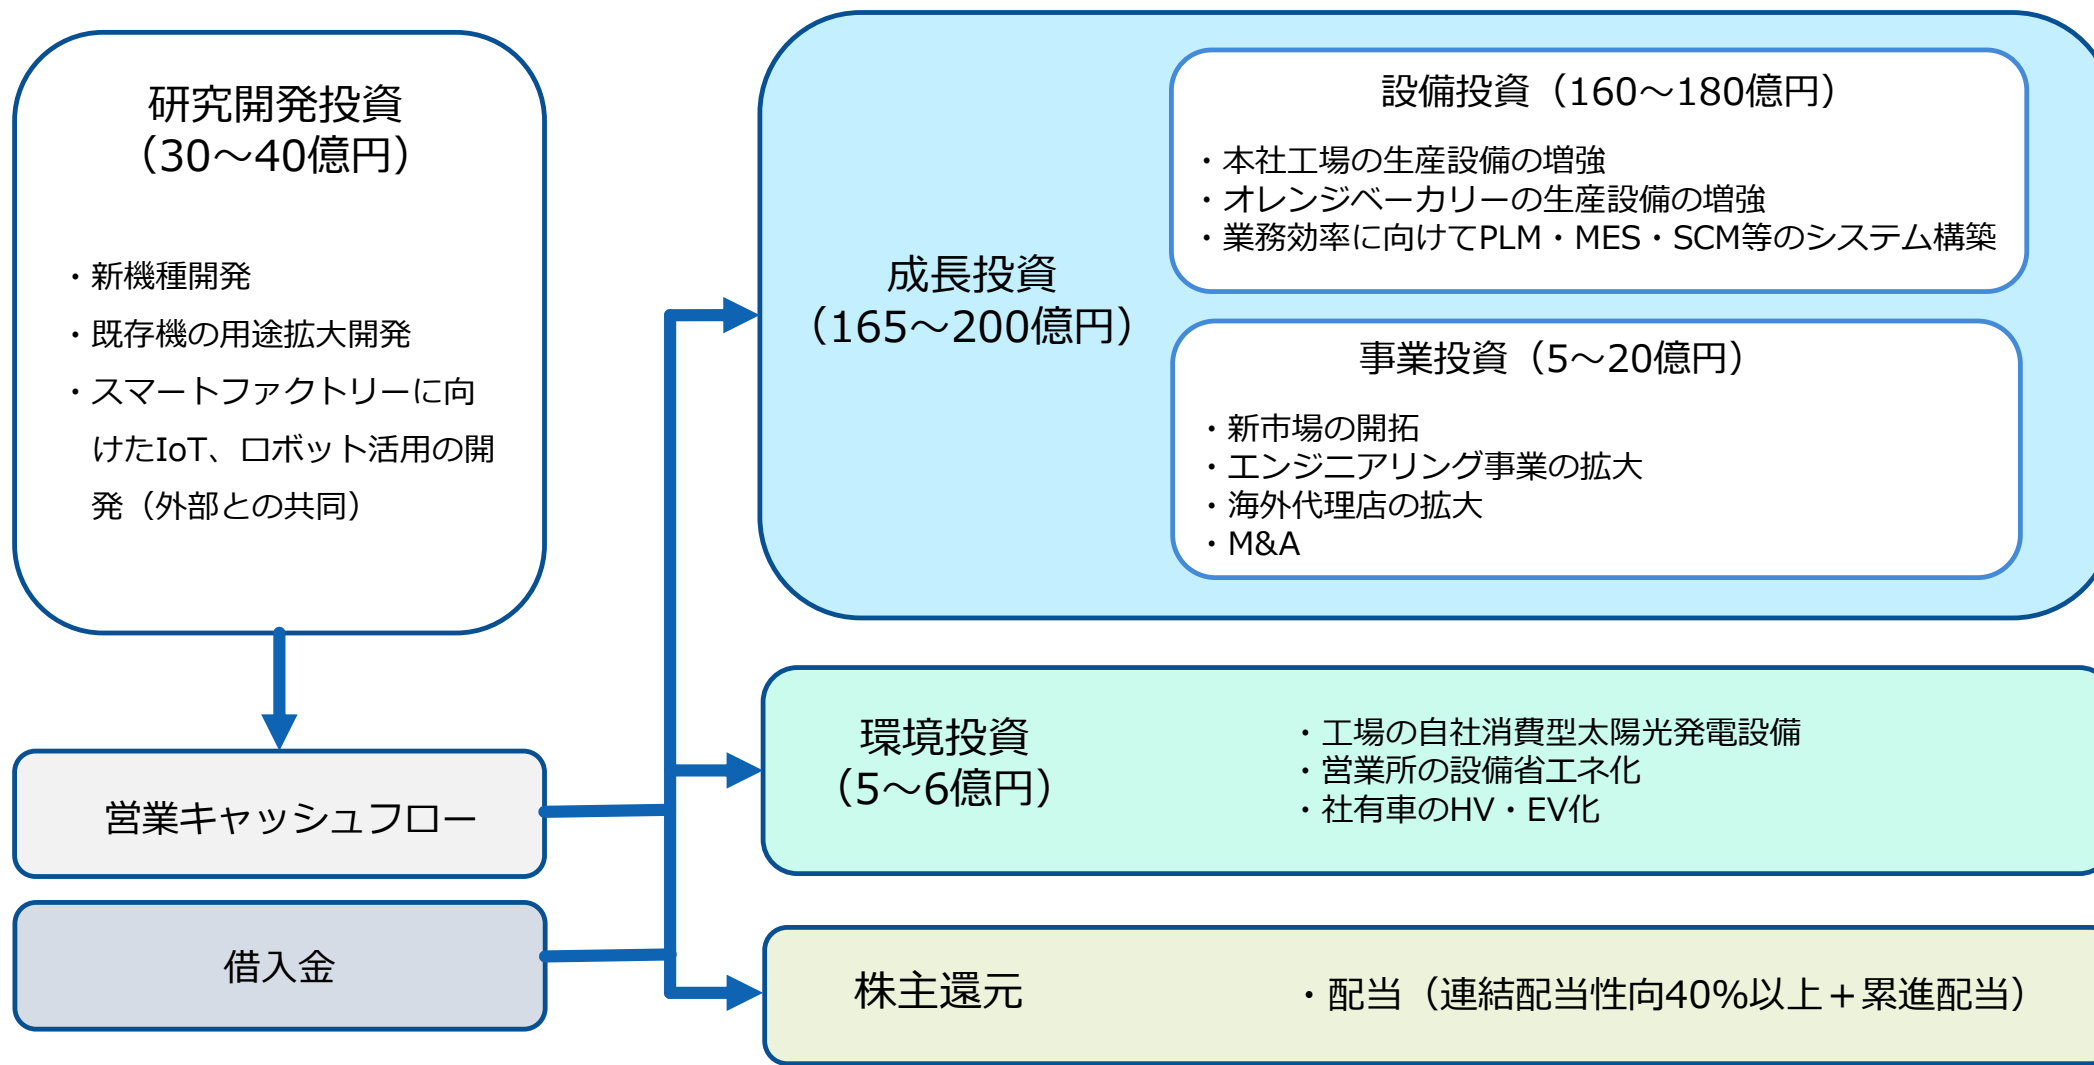 研究開発投資
（30～40億円）
・新機種開発
・既存機の用途拡大開発
・スマートファクトリーに向
けたIoT、ロボット活用の開
発（外部との共同）
営業キャッシュフロー
借入金
成長投資
（165～200億円）
設備投資（160～180億円）
・本社工場の生産設備の増強
・オレンジベーカリーの生産設備の増強
・業務効率に向けてPLM・MES・SCM等のシステム構築
事業投資（5～20億円）
・新市場の開拓
・エンジニアリング事業の拡大
・海外代理店の拡大
・M&A
環境投資
（5～6億円）
・工場の自社消費型太陽光発電設備
・営業所の設備省エネ化
・社有車のHV・EV化
株主還元
・配当（連結配当性向40%以上＋累進配当）